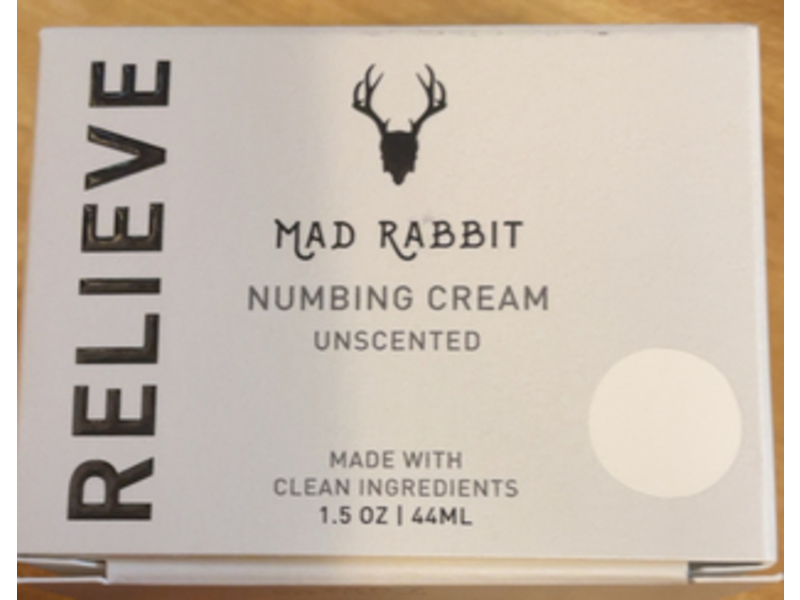 RELIEVE
MAD RABBIT
NUMBING CREAM
UNSCENTED
MADE WITH
CLEAN INGREDIENTS
1.5 OZ | 44ML